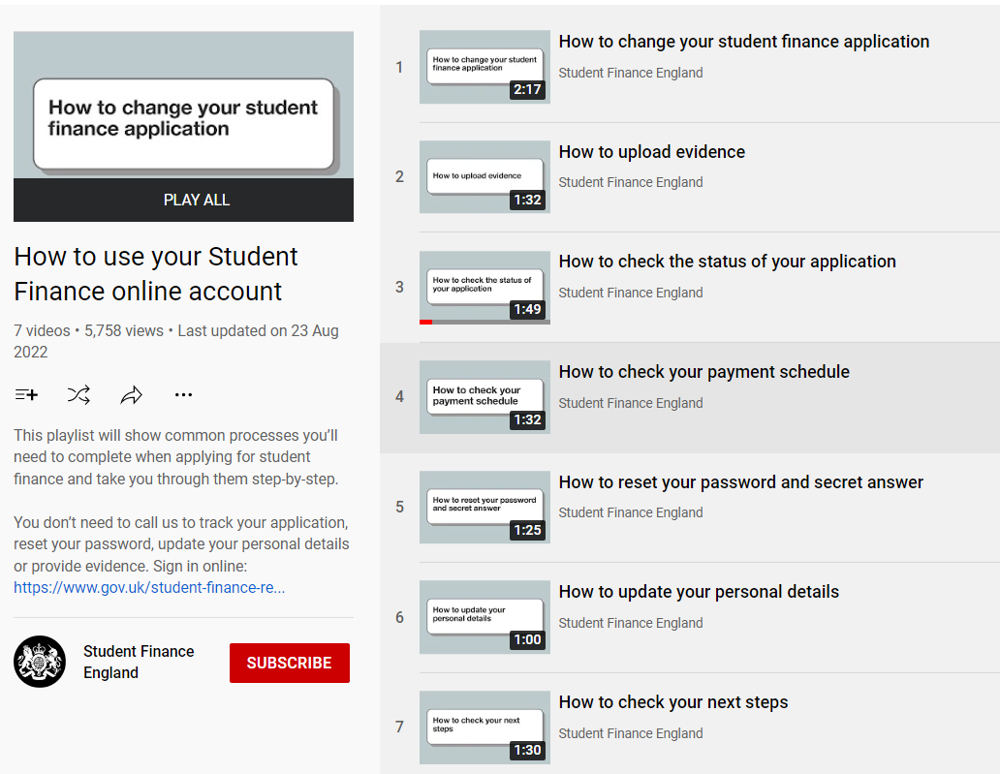 How to change your student
finance application
PLAY ALL
How to use your Student
Finance online account
7 videos • 5,758 views • Last updated on 23 Aug
2022
This playlist will show common processes you’ll
need to complete when applying for student
finance and take you through them step-by-step.
You don’t need to call us to track your application,
reset your password, update your personal details
or provide evidence. Sign in online:
https://www.gov.uk/student-finance-re...
Student Finance
England
SUBSCRIBE
1
How to change your student
finance application
2:17
How to change your student finance application
Student Finance England
2
How to upload evidence
1:32
How to upload evidence
Student Finance England
3
How to check the status of
your application
1:49
How to check the status of your application
Student Finance England
4
How to check your
payment schedule
1:32
How to check your payment schedule
Student Finance England
5
How to reset your password
and secret answer
1:25
How to reset your password and secret answer
Student Finance England
6
How to update your
personal details
1:00
How to update your personal details
Student Finance England
7
How to check your next
steps
1:30
How to check your next steps
Student Finance England